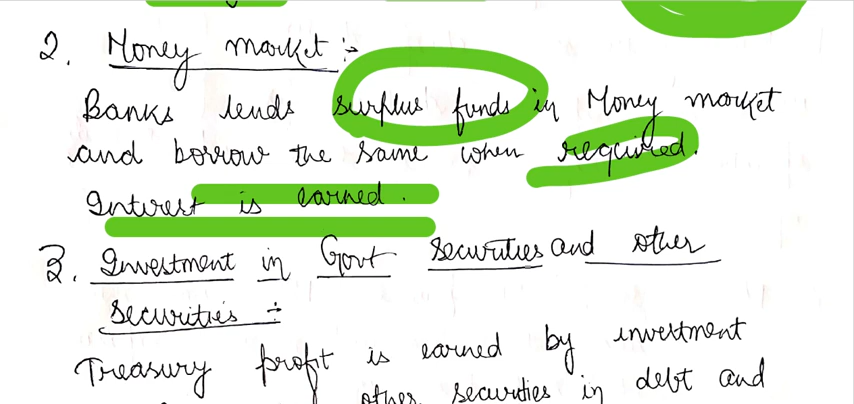 2. Money market :-
Banks lends surplus funds in Money market
and borrow the same when required.
Interest is earned.
3. Investment in Govt securities and other
securities :-
Treasury profit is earned by investment
other securities in debt and